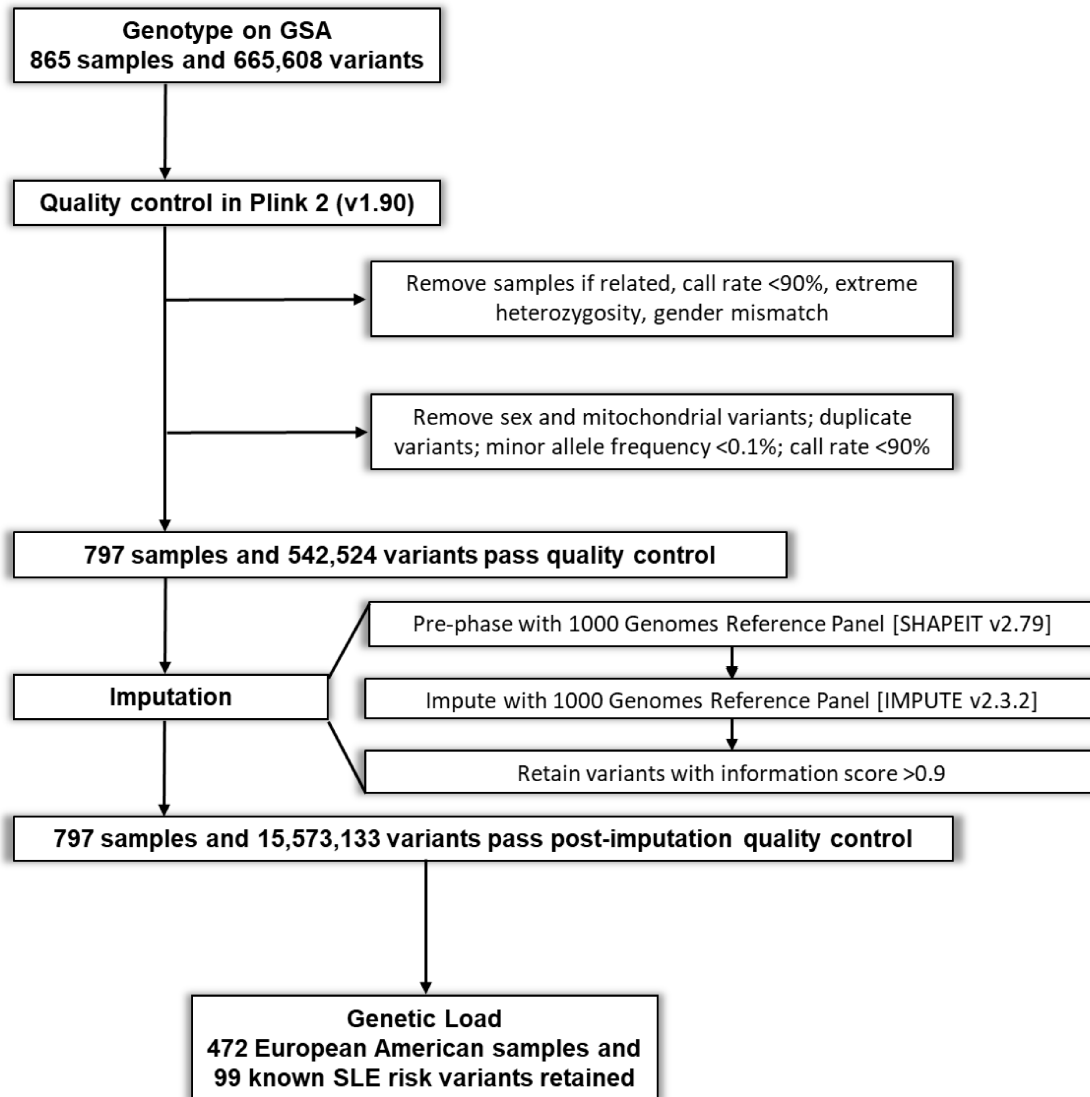 Genotype on GSA
865 samples and 665,608 variants
Quality control in Plink 2 (v1.90)
Remove samples if related, call rate <90%, extreme
heterozygosity, gender mismatch
Remove sex and mitochondrial variants; duplicate
variants; minor allele frequency <0.1%; call rate <90%
797 samples and 542,524 variants pass quality control
Imputation
Pre-phase with 1000 Genomes Reference Panel [SHAPEIT v2.79]
Impute with 1000 Genomes Reference Panel [IMPUTE v2.3.2]
Retain variants with information score >0.9
797 samples and 15,573,133 variants pass post-imputation quality control
Genetic Load
472 European American samples and
99 known SLE risk variants retained